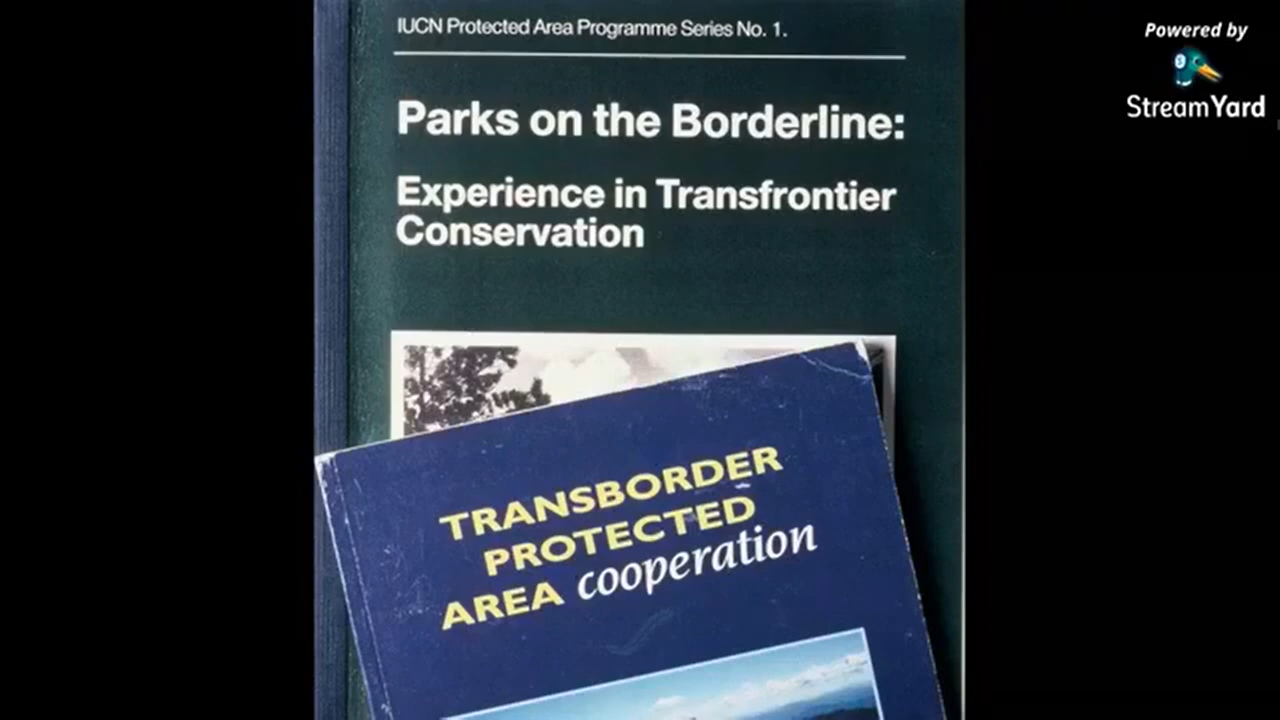 IUCN Protected Area Programme Series No. 1.
Parks on the Borderline:
Experience in Transfrontier
Conservation
TRANSBORDER
PROTECTED
AREA cooperation
Powered by
StreamYard